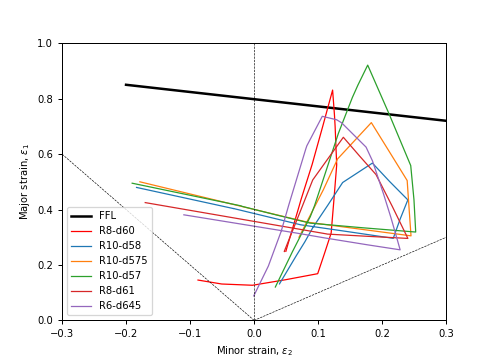 1.0
0.8
0.6
0.4
0.2
0.0
Major strain, ε1
FFL
R8-d60
R10-d58
R10-d575
R10-d57
R8-d61
R6-d645
−0.3
−0.2
−0.1
0.0
0.1
0.2
0.3
Minor strain, ε2